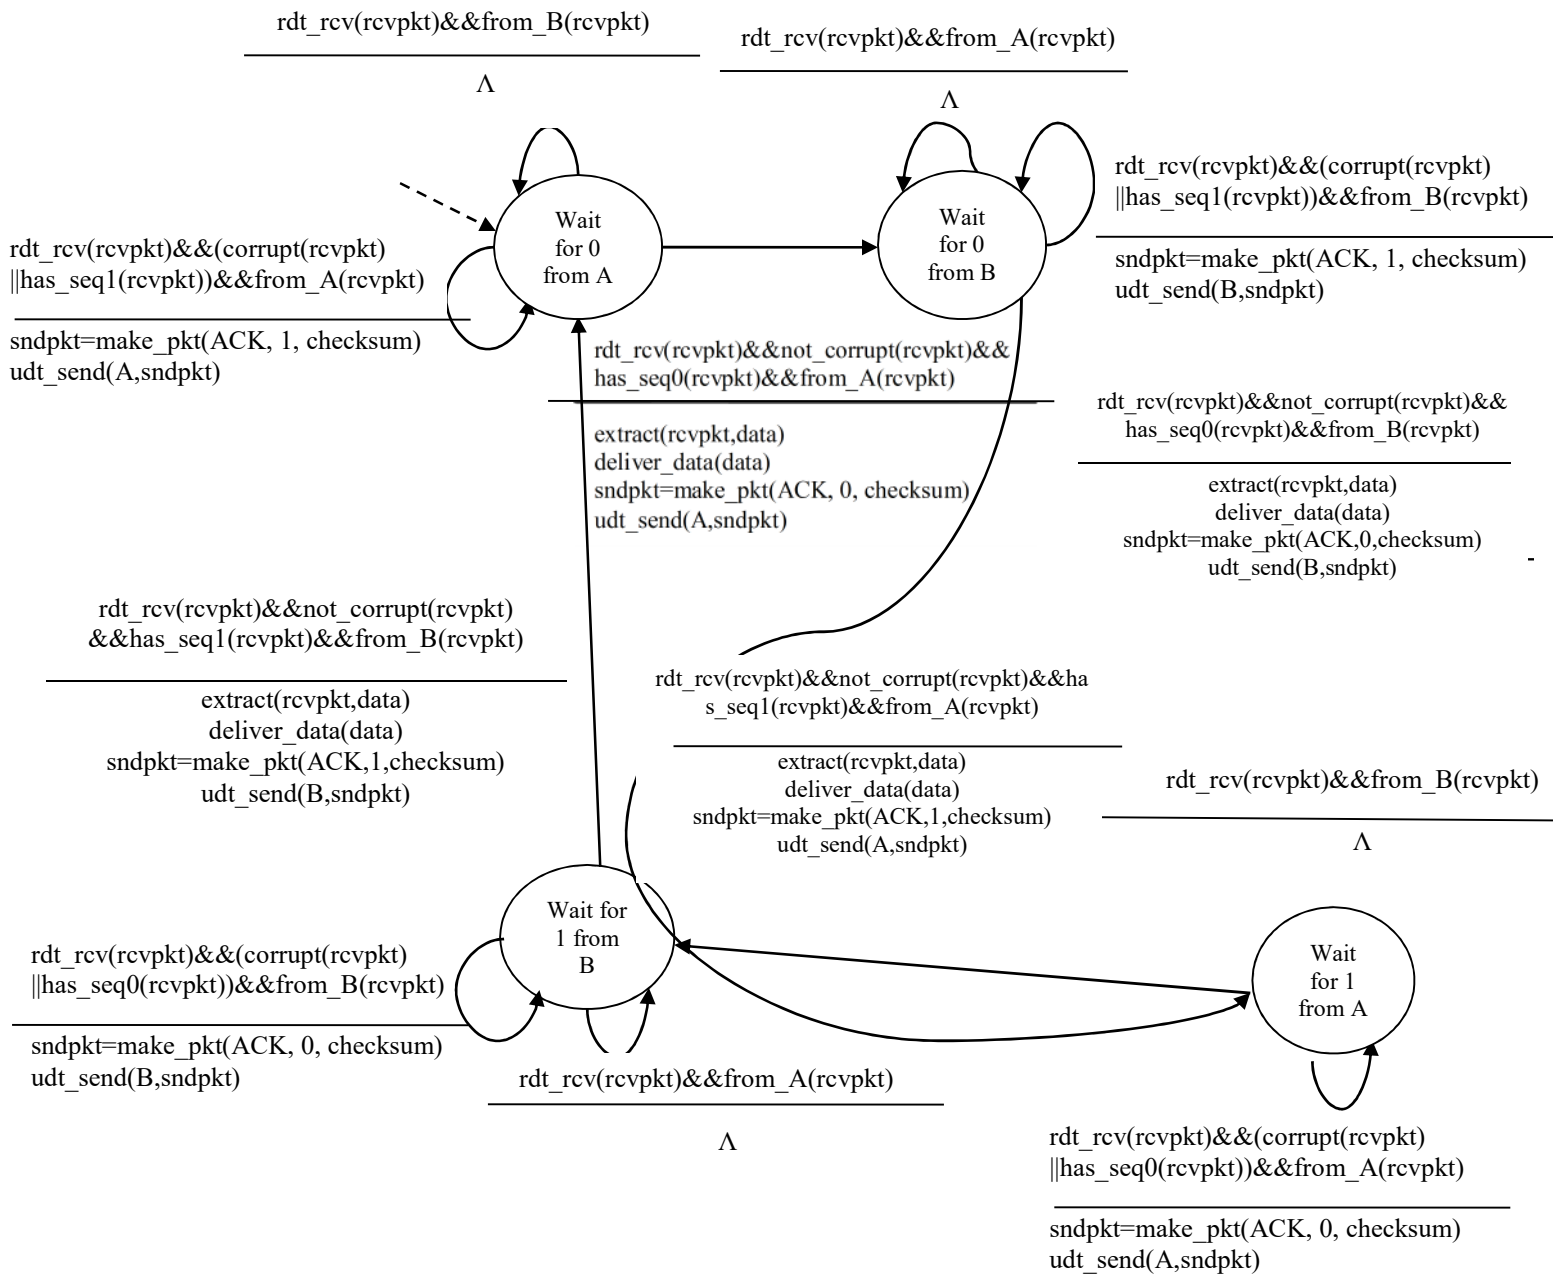 rdt_rcv(rcvpkt)&&from_B(rcvpkt)
Λ
rdt_rcv(rcvpkt)&&from_A(rcvpkt)
Λ
rdt_rcv(rcvpkt)&&(corrupt(rcvpkt)
||has_seq1(rcvpkt))&&from_B(rcvpkt)
sndpkt=make_pkt(ACK, 1, checksum)
udt_send(B,sndpkt)
Wait
for 0
from A
Wait
for 0
from B
rdt_rcv(rcvpkt)&&(corrupt(rcvpkt)
||has_seq1(rcvpkt))&&from_A(rcvpkt)
sndpkt=make_pkt(ACK, 1, checksum)
udt_send(A,sndpkt)
rdt_rcv(rcvpkt)&&not_corrupt(rcvpkt)&&
has_seq0(rcvpkt)&&from_A(rcvpkt)
extract(rcvpkt,data)
deliver_data(data)
sndpkt=make_pkt(ACK, 0, checksum)
udt_send(A,sndpkt)
rdt_rcv(rcvpkt)&&not_corrupt(rcvpkt)&&
has_seq0(rcvpkt)&&from_B(rcvpkt)
extract(rcvpkt,data)
deliver_data(data)
sndpkt=make_pkt(ACK,0,checksum)
udt_send(B,sndpkt)
-
rdt_rcv(rcvpkt)&&not_corrupt(rcvpkt)
&&has_seq1(rcvpkt)&&from_B(rcvpkt)
extract(rcvpkt,data)
deliver_data(data)
sndpkt=make_pkt(ACK,1,checksum)
udt_send(B,sndpkt)
rdt_rcv(rcvpkt)&&not_corrupt(rcvpkt)&&ha
s_seq1(rcvpkt)&&from_A(rcvpkt)
extract(rcvpkt,data)
deliver_data(data)
sndpkt=make_pkt(ACK,1,checksum)
udt_send(A,sndpkt)
rdt_rcv(rcvpkt)&&from_B(rcvpkt)
Λ
Wait for
1 from
B
Wait
for 1
from A
rdt_rcv(rcvpkt)&&(corrupt(rcvpkt)
||has_seq0(rcvpkt))&&from_B(rcvpkt)
sndpkt=make_pkt(ACK, 0, checksum)
udt_send(B,sndpkt)
rdt_rcv(rcvpkt)&&from_A(rcvpkt)
Λ
rdt_rcv(rcvpkt)&&(corrupt(rcvpkt)
||has_seq0(rcvpkt))&&from_A(rcvpkt)
sndpkt=make_pkt(ACK, 0, checksum)
udt_send(A,sndpkt)